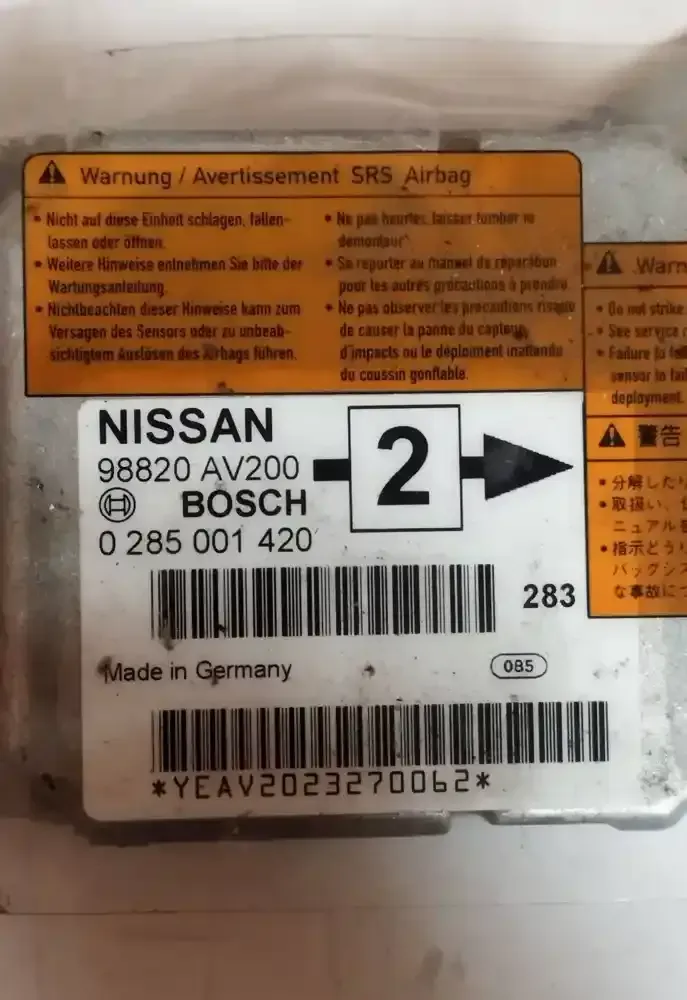 Warnung / Avertissement SRS Airbag
• Nicht auf diese Einheit schlagen, fallen-
lassen oder öffnen.
• Weitere Hinweise entnehmen Sie bitte der
Wartungsanleitung.
• Nichtbeachten dieser Hinweise kann zum
Versagen des Sensors oder zu unbeab-
sichtigtem Auslösen des Airbags führen.
• Ne pas heurter, laisser tomber ni
démonteur
• Se reporter au manuel de réparation
pour les autres précautions à prendre.
• Ne pas observer les précautions risque
de causer la panne du capteur
d'impacts ou le déploiment inattendu
du coussin gonflable.
Warn
• Do not strike
• See service
• Failure to
sensor to fail
deployment.
警告
• 分解したり
• 取扱い、
ニュアル
• 指示どうり
バッグシス
な事故に
NISSAN
98820 AV200
2
BOSCH
0 285 001 420
283
Made in Germany
085
*YEAV2023270062*